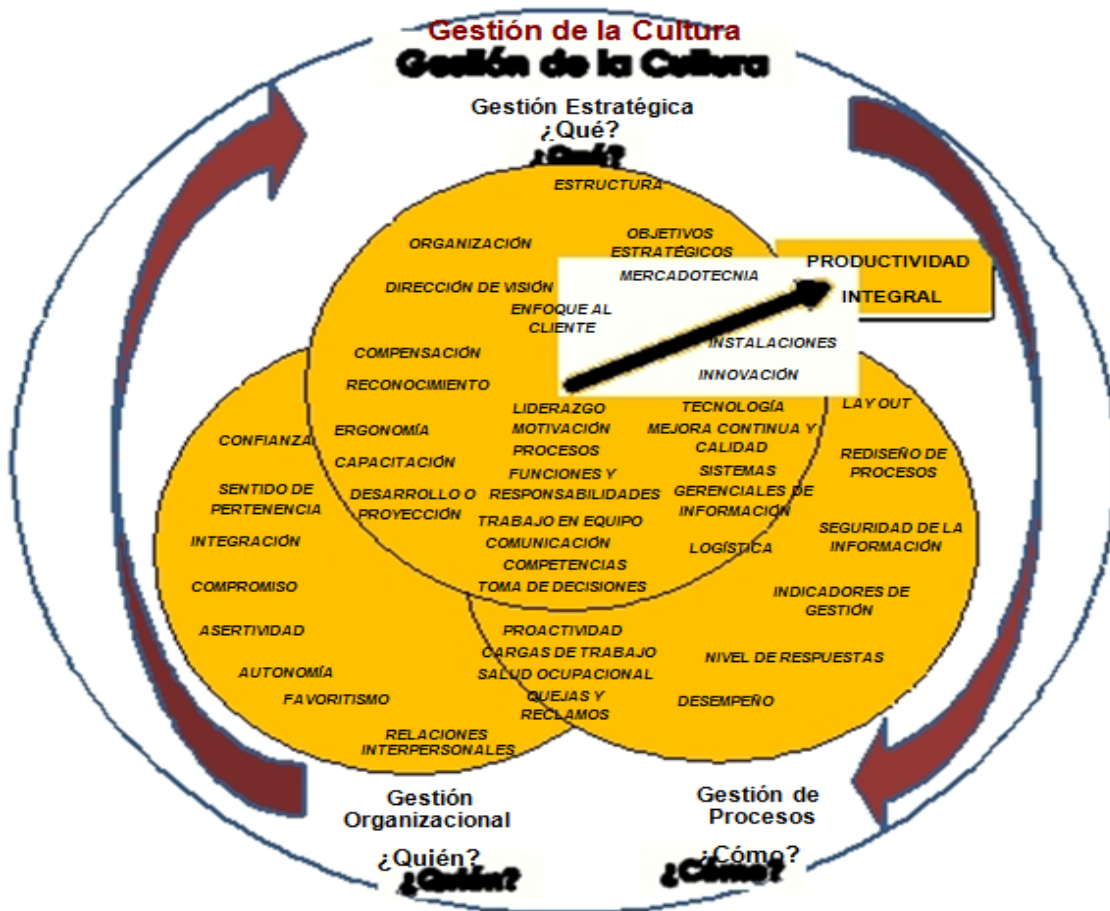 Gestión de la Cultura
Gestión de la Cultura
Gestión Estratégica
¿Qué?
¿Qué?
ESTRUCTURA
ORGANIZACIÓN
OBJETIVOS
ESTRATÉGICOS
MERCADOTECNIA
DIRECCIÓN DE VISIÓN
ENFOQUE AL
CLIENTE
PRODUCTIVIDAD
INTEGRAL
INSTALACIONES
INNOVACIÓN
COMPENSACIÓN
RECONOCIMIENTO
ERGONOMÍA
CAPACITACIÓN
DESARROLLO O
PROYECCIÓN
LIDERAZGO
MOTIVACIÓN
PROCESOS
FUNCIONES Y
RESPONSABILIDADES
TRABAJO EN EQUIPO
COMUNICACIÓN
COMPETENCIAS
TOMA DE DECISIONES
TECNOLOGÍA
MEJORA CONTINUA Y
CALIDAD
SISTEMAS
GERENCIALES DE
INFORMACIÓN
LOGÍSTICA
LAY OUT
REDISEÑO DE
PROCESOS
SEGURIDAD DE LA
INFORMACIÓN
INDICADORES DE
GESTIÓN
NIVEL DE RESPUESTAS
DESEMPEÑO
CONFIANZA
SENTIDO DE
PERTENENCIA
INTEGRACIÓN
COMPROMISO
ASERTIVIDAD
AUTONOMÍA
FAVORITISMO
RELACIONES
INTERPERSONALES
PROACTIVIDAD
CARGAS DE TRABAJO
SALUD OCUPACIONAL
QUEJAS Y
RECLAMOS
Gestión
Organizacional
¿Quién?
¿Quién?
Gestión de
Procesos
¿Cómo?
¿Cómo?